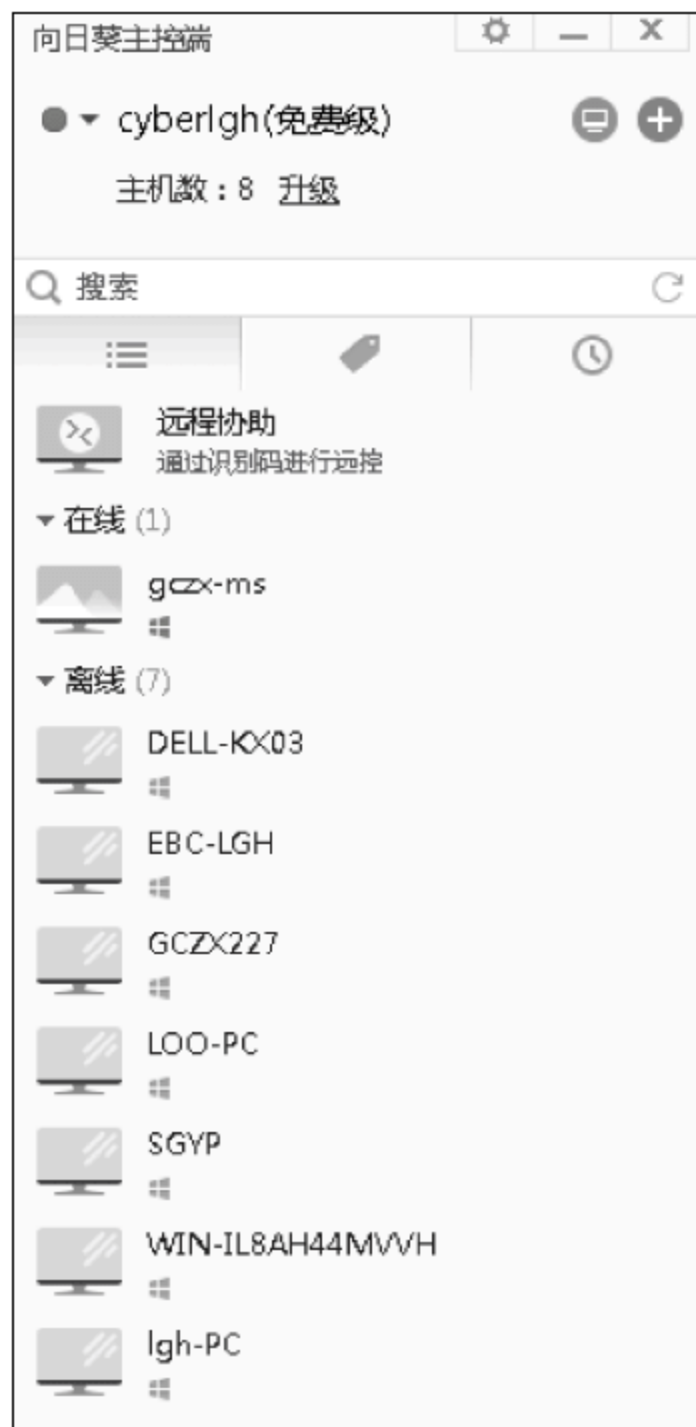 向日葵主控端
cyberlgh(免费级)
主机数：8 升级
搜索
远程协助
通过识别码进行远控
在线 (1)
gczx-ms
离线 (7)
DELL-KX03
EBC-LGH
GCZX227
LOO-PC
SGYP
WIN-IL8AH44MVVH
lgh-PC